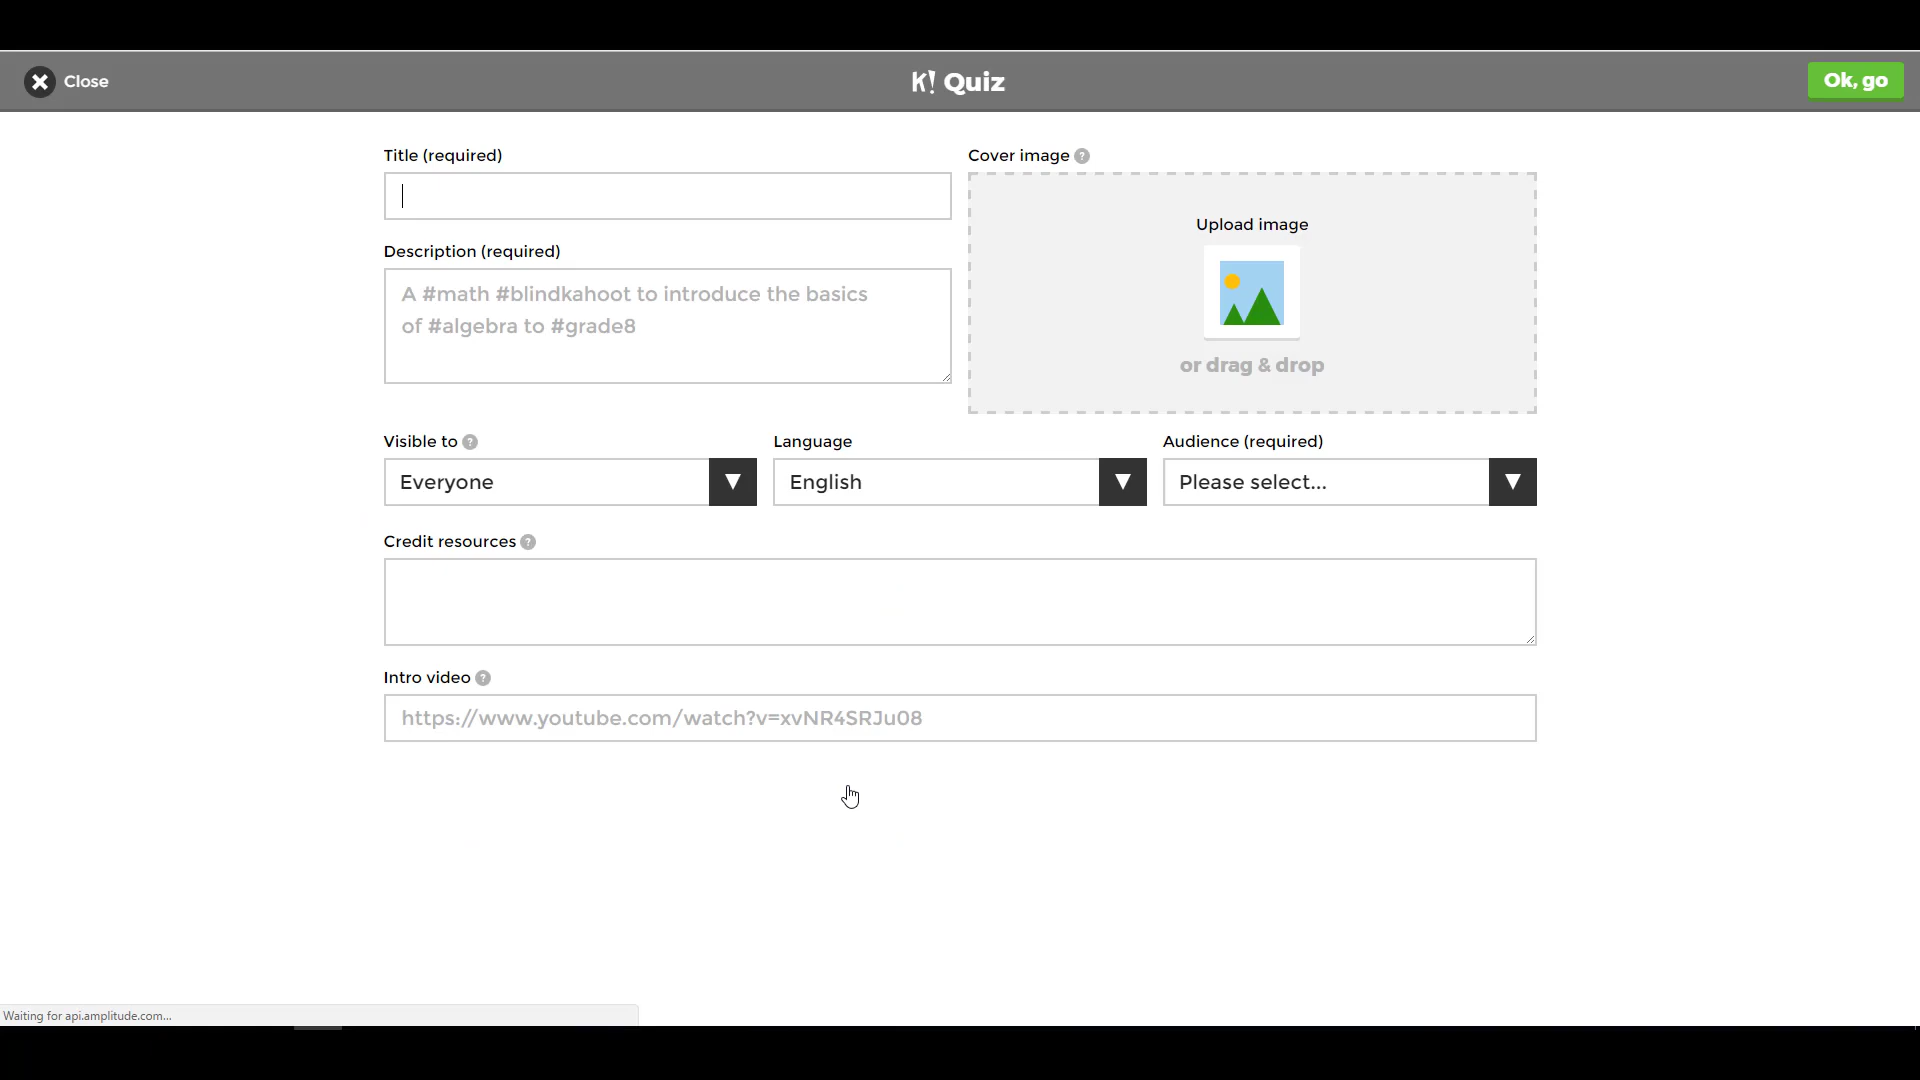 Close
K! Quiz
Ok, go
Title (required)
Cover image ?
Upload image
or drag & drop
Description (required)
A #math #blindkahoot to introduce the basics
of #algebra to #grade8
Visible to ?
Language
Audience (required)
Everyone
English
Please select...
Credit resources ?
Intro video ?
https://www.youtube.com/watch?v=xvNR4SRJu08
Waiting for api.amplitude.com...